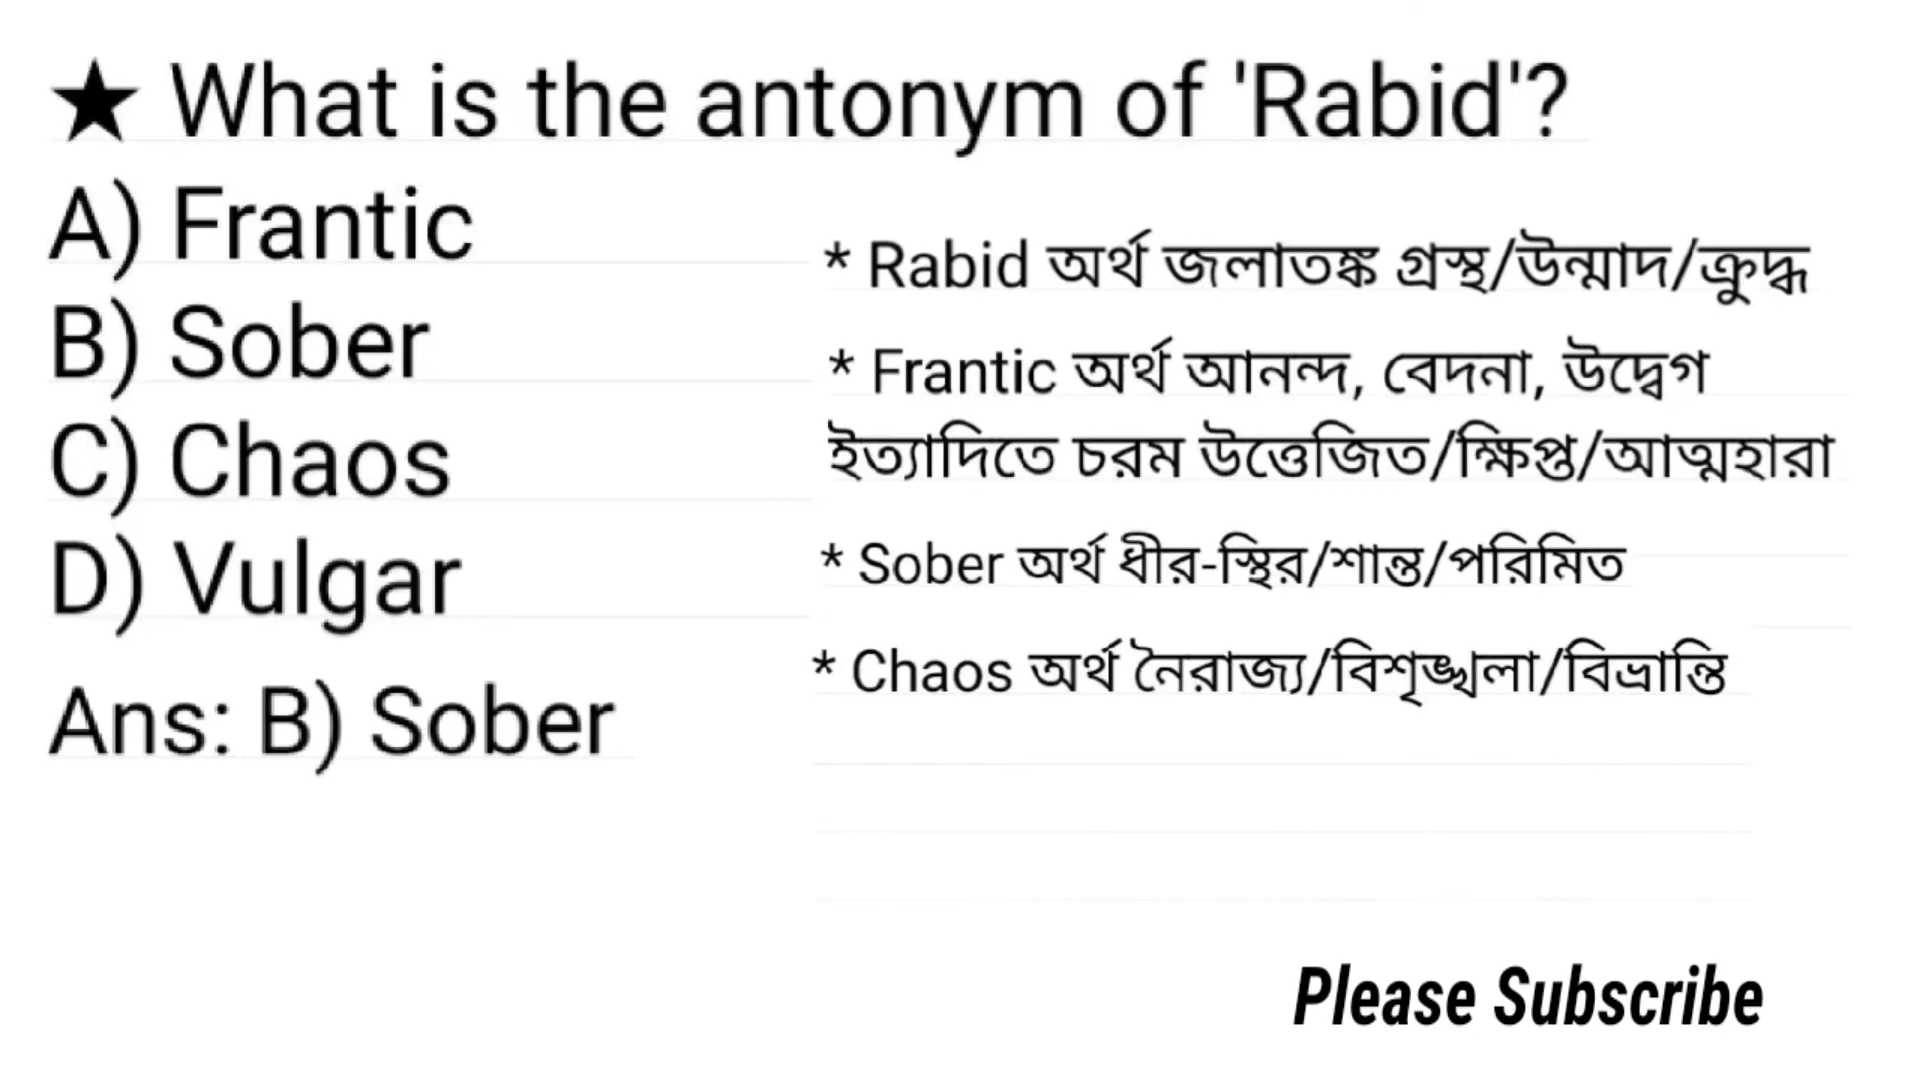 ★ What is the antonym of 'Rabid'?
A) Frantic
B) Sober
C) Chaos
D) Vulgar
Ans: B) Sober
* Rabid অর্থ জলাতঙ্ক গ্রস্থ/উন্মাদ/ক্রুদ্ধ
* Frantic অর্থ আনন্দ, বেদনা, উদ্বেগ
ইত্যাদিতে চরম উত্তেজিত/ক্ষিপ্ত/আত্মহারা
* Sober অর্থ ধীর-স্থির/শান্ত/পরিমিত
* Chaos অর্থ নৈরাজ্য/বিশৃঙ্খলা/বিভ্রান্তি
Please Subscribe